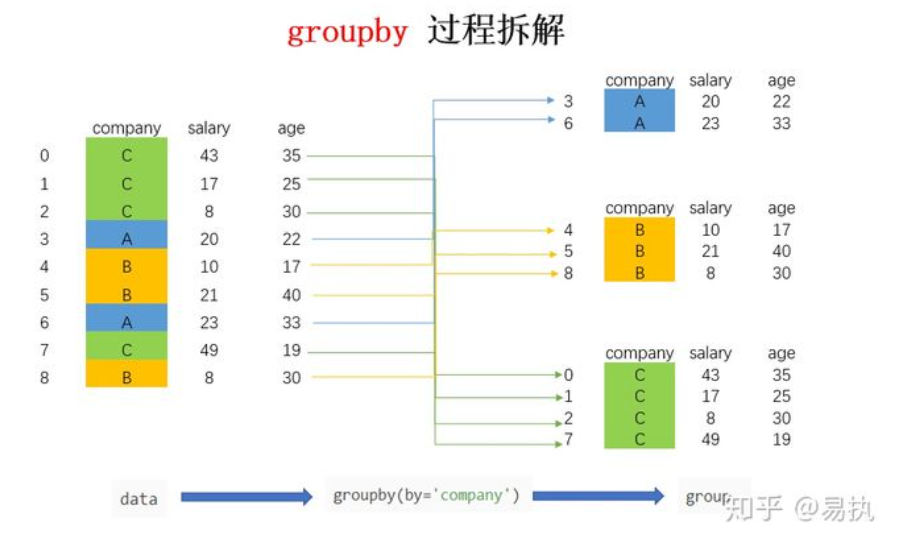 groupby 过程拆解
company salary age
0 C 43 35
1 C 17 25
2 C 8 30
3 A 20 22
4 B 10 17
5 B 21 40
6 A 23 33
7 C 49 19
8 B 8 30
company salary age
3 A 20 22
6 A 23 33
company salary age
4 B 10 17
5 B 21 40
8 B 8 30
company salary age
0 C 43 35
1 C 17 25
2 C 8 30
7 C 49 19
data groupby(by='company') group
知乎 @易执